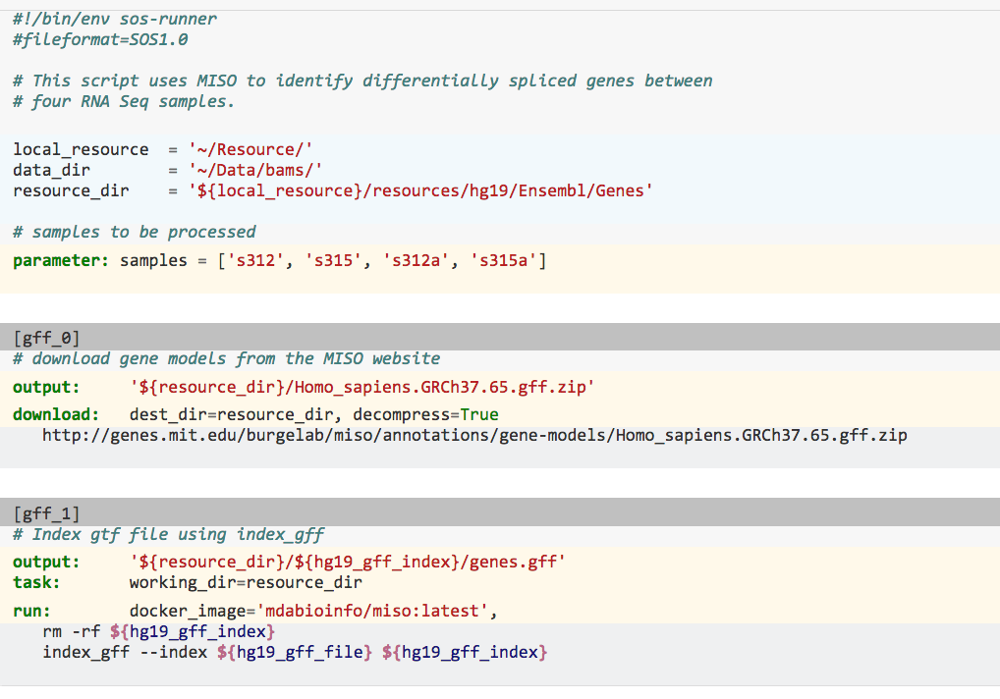 #!/bin/env sos-runner
#fileformat=SOS1.0
# This script uses MISO to identify differentially spliced genes between
# four RNA Seq samples.
local_resource  = '~/Resource/'
data_dir        = '~/Data/bams/'
resource_dir    = '${local_resource}/resources/hg19/Ensembl/Genes'
# samples to be processed
parameter: samples = ['s312', 's315', 's312a', 's315a']
[gff_0]
# download gene models from the MISO website
output:     '${resource_dir}/Homo_sapiens.GRCh37.65.gff.zip'
download:   dest_dir=resource_dir, decompress=True
   http://genes.mit.edu/burgelab/miso/annotations/gene-models/Homo_sapiens.GRCh37.65.gff.zip
[gff_1]
# Index gtf file using index_gff
output:     '${resource_dir}/${hg19_gff_index}/genes.gff'
task:       working_dir=resource_dir
run:        docker_image='mdabioinfo/miso:latest',
   rm -rf ${hg19_gff_index}
   index_gff --index ${hg19_gff_file} ${hg19_gff_index}